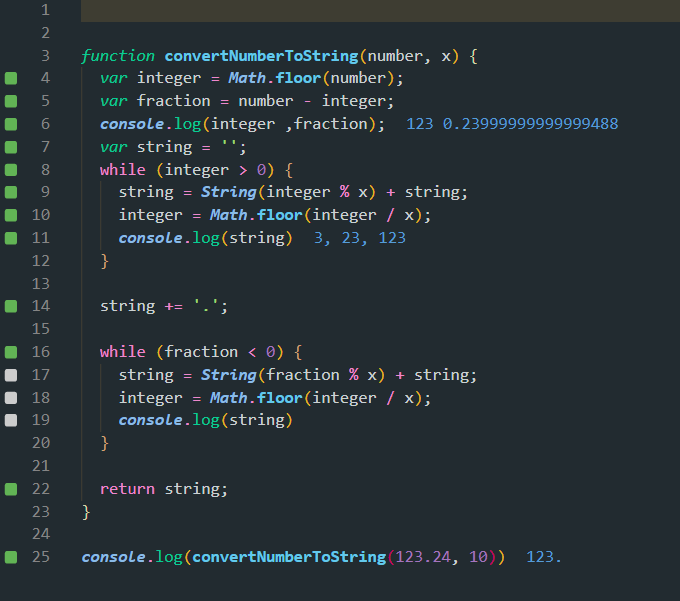 1
2
3 function convertNumberToString(number, x) {
4 var integer = Math.floor(number);
5 var fraction = number - integer;
6 console.log(integer ,fraction); 123 0.23999999999999488
7 var string = '';
8 while (integer > 0) {
9 string = String(integer % x) + string;
10 integer = Math.floor(integer / x);
11 console.log(string) 3, 23, 123
12 }
13
14 string += '.';
15
16 while (fraction < 0) {
17 string = String(fraction % x) + string;
18 integer = Math.floor(integer / x);
19 console.log(string)
20 }
21
22 return string;
23 }
24
25 console.log(convertNumberToString(123.24, 10)) 123.